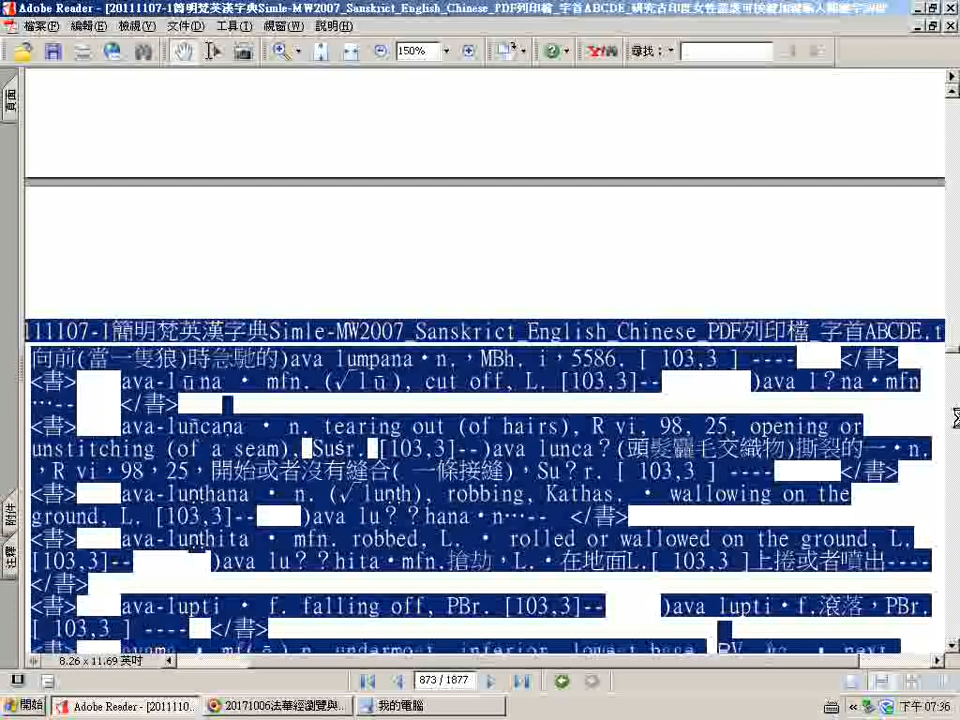 Adobe Reader - [20111107-1簡明梵英漢字典Simle-MW2007_Sanskrict_English_Chinese_PDF列印檔_字首ABCDE_研究古印度女性
檔案(F) 編輯(E) 檢視(V) 文件(D) 工具(T) 視窗(W) 說明(H)
150% 尋找：
頁面
附件
注釋
111107-1簡明梵英漢字典Simle-MW2007_Sanskrict_English_Chinese_PDF列印檔_字首ABCDE.t
向前(當一隻狼)時急馳的)ava lumpana‧n.，MBh. i，5586. [ 103,3 ] ---- </書>
<書> ava-lūna ‧ mfn. (√ lū), cut off, L. [103,3]-- )ava l?na‧mfn
…-- </書>
<書> ava-luñcana ‧ n. tearing out (of hairs), R vi, 98, 25, opening or
unstitching (of a seam), Suśr. [103,3]--)ava lunca？(頭髮羈毛交織物)撕裂的一‧n.
，R vi，98，25，開始或者沒有縫合( 一條接縫)，Su？r. [ 103,3 ] ---- </書>
<書> ava-luṇṭhana ‧ n. (√ luṇṭh), robbing, Kathas. ‧ wallowing on the
ground, L. [103,3]-- )ava lu？？hana‧n…-- </書>
<書> ava-luṇṭhita ‧ mfn. robbed, L. ‧ rolled or wallowed on the ground, L.
[103,3]-- )ava lu？？hita‧mfn.搶劫，L.‧在地面L.[ 103,3 ]上捲或者噴出----
</書>
<書> ava-lupti ‧ f. falling off, PBr. [103,3]-- )ava lupti‧f.滾落，PBr.
[ 103,3 ] ---- </書>
8.26 x 11.69 英吋
873 / 1877
開始 Adobe Reader - [2011110... 20171006法華經瀏覽與... 我的電腦 下午 07:36